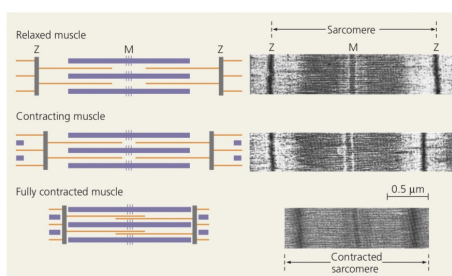 Relaxed muscle
Sarcomere
Z M Z
Z M Z
Contracting muscle
Fully contracted muscle
0.5 µm
Contracted
sarcomere